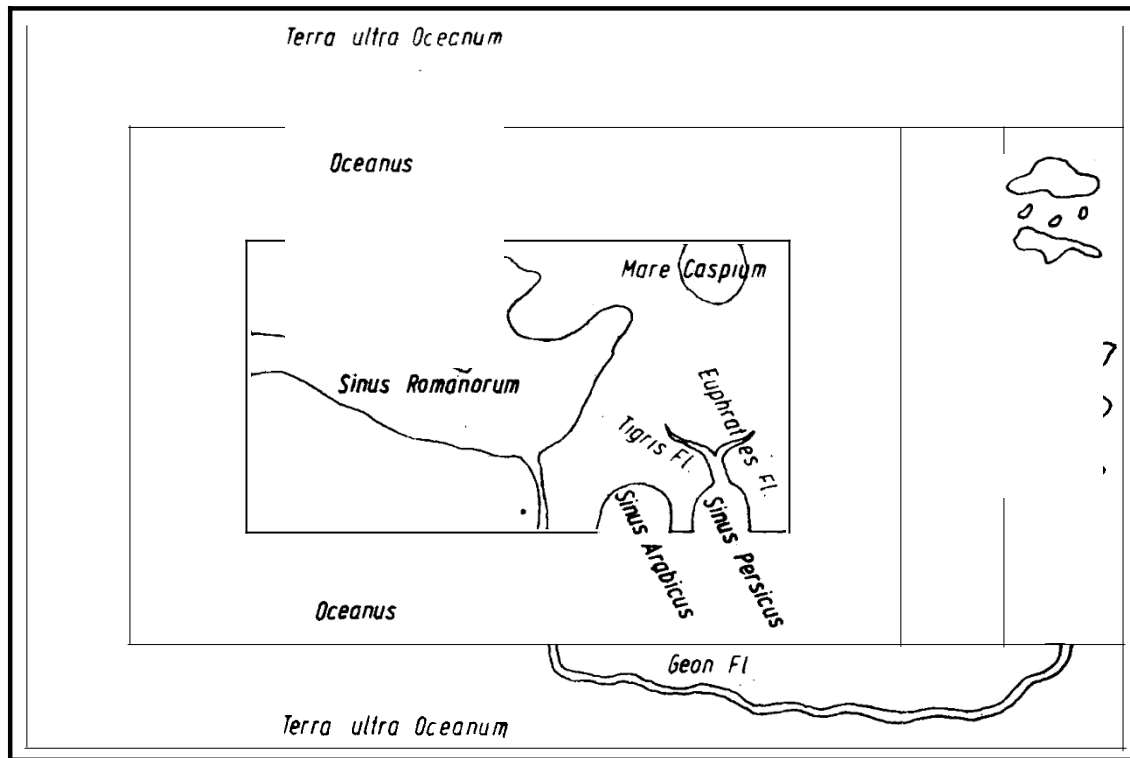 Terra ultra Ocecnum
Oceanus
Mare Caspium
Sinus Romanorum
Euphrathes Fl.
Tigris Fl.
Sinus Arabicus
Sinus Persicus
Oceanus
Geon Fl
Terra ultra Oceanum